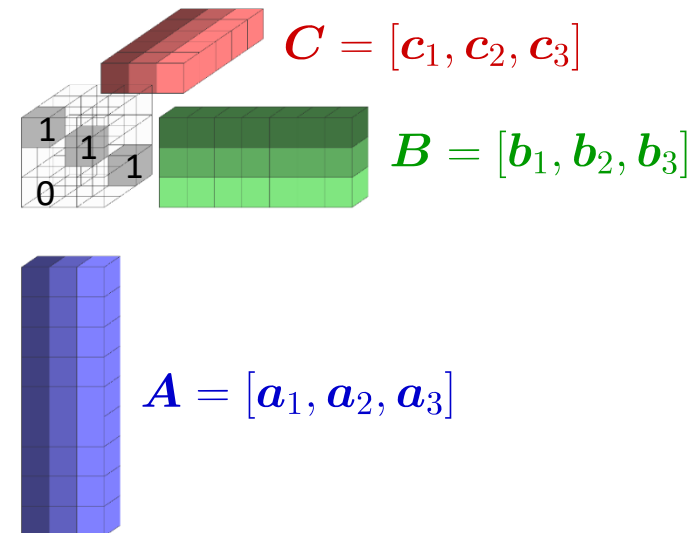 C = [c₁, c₂, c₃]
1
1
1
0
B = [b₁, b₂, b₃]
A = [a₁, a₂, a₃]